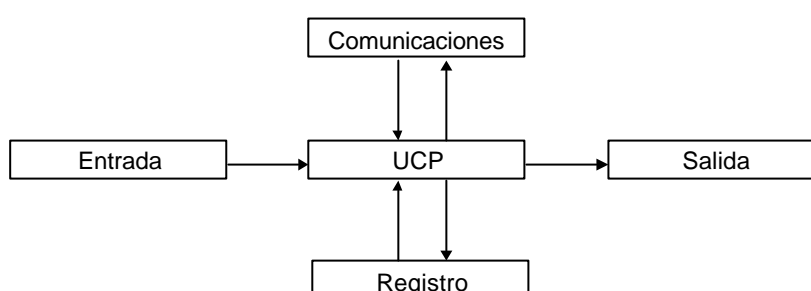 Comunicaciones
Entrada
UCP
Salida
Registro